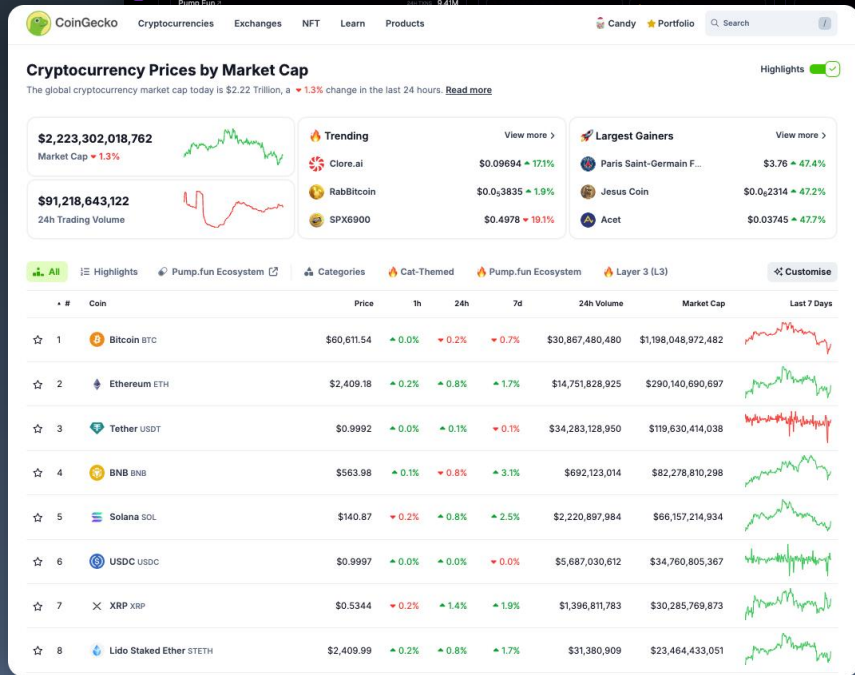 Pump Fun
9.41M
CoinGecko
Cryptocurrencies Exchanges NFT Learn Products
Candy Portfolio Search /
Cryptocurrency Prices by Market Cap
Highlights
The global cryptocurrency market cap today is $2.22 Trillion, a 1.3% change in the last 24 hours. Read more
$2,223,302,018,762
Market Cap 1.3%
$91,218,643,122
24h Trading Volume
Trending View more
Clore.ai $0.09694 17.1%
RabBitcoin $0.0₅3835 1.9%
SPX6900 $0.4978 19.1%
Largest Gainers View more
Paris Saint-Germain F... $3.76 47.4%
Jesus Coin $0.0₆2314 47.2%
Acet $0.03745 47.7%
All Highlights Pump.fun Ecosystem Categories Cat-Themed Pump.fun Ecosystem Layer 3 (L3) Customise
# Coin Price 1h 24h 7d 24h Volume Market Cap Last 7 Days
1 Bitcoin BTC $60,611.54 0.0% 0.2% 0.7% $30,867,480,480 $1,198,048,972,482
2 Ethereum ETH $2,409.18 0.2% 0.8% 1.7% $14,751,828,925 $290,140,690,697
3 Tether USDT $0.9992 0.0% 0.1% 0.1% $34,283,128,950 $119,630,414,038
4 BNB BNB $563.98 0.1% 0.8% 3.1% $692,123,014 $82,278,810,298
5 Solana SOL $140.87 0.2% 0.8% 2.5% $2,220,897,984 $66,157,214,934
6 USDC USDC $0.9997 0.0% 0.0% 0.0% $5,687,030,612 $34,760,805,367
7 XRP XRP $0.5344 0.2% 1.4% 1.9% $1,396,811,783 $30,285,769,873
8 Lido Staked Ether STETH $2,409.99 0.2% 0.8% 1.7% $31,380,909 $23,464,433,051